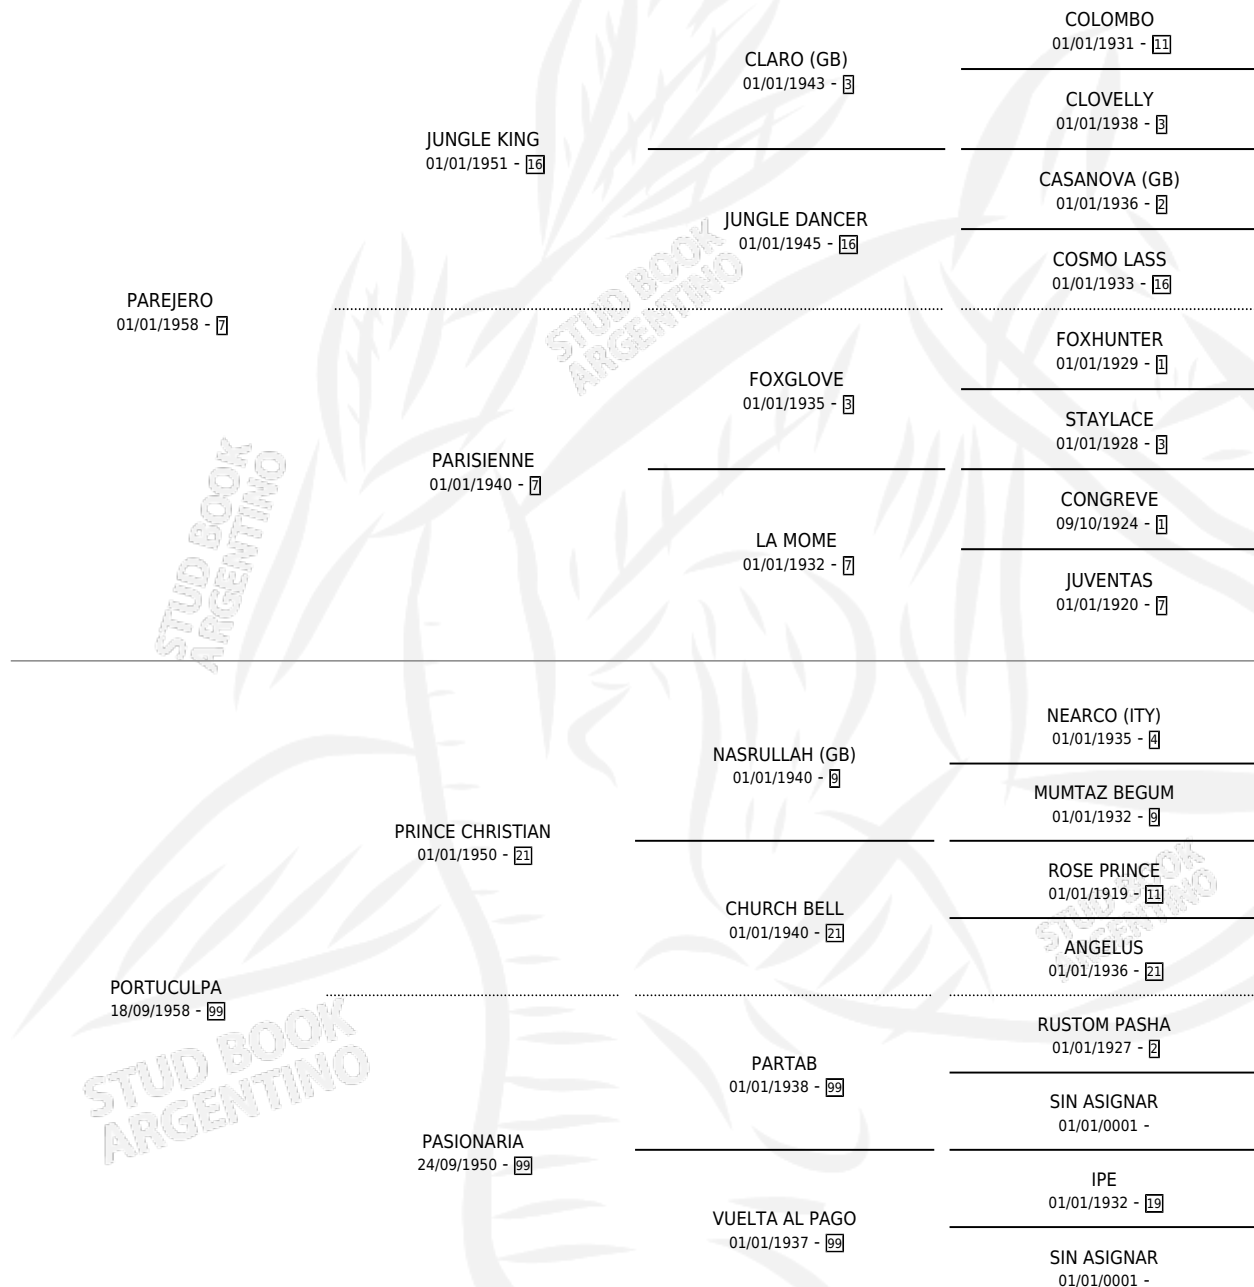 COLOMBO
01/01/1931 - 11
CLARO (GB)
01/01/1943 - 3
CLOVELLY
01/01/1938 - 3
JUNGLE KING
01/01/1951 - 16
CASANOVA (GB)
01/01/1936 - 2
JUNGLE DANCER
01/01/1945 - 16
COSMO LASS
01/01/1933 - 16
PAREJERO
01/01/1958 - 7
FOXHUNTER
01/01/1929 - 1
FOXGLOVE
01/01/1935 - 3
STAYLACE
01/01/1928 - 3
PARISIENNE
01/01/1940 - 7
CONGREVE
09/10/1924 - 1
LA MOME
01/01/1932 - 7
JUVENTAS
01/01/1920 - 7
NEARCO (ITY)
01/01/1935 - 4
NASRULLAH (GB)
01/01/1940 - 9
MUMTAZ BEGUM
01/01/1932 - 9
PRINCE CHRISTIAN
01/01/1950 - 21
ROSE PRINCE
01/01/1919 - 11
CHURCH BELL
01/01/1940 - 21
ANGELUS
01/01/1936 - 21
PORTUCULPA
18/09/1958 - 99
RUSTOM PASHA
01/01/1927 - 2
PARTAB
01/01/1938 - 99
SIN ASIGNAR
01/01/0001 -
PASIONARIA
24/09/1950 - 99
IPE
01/01/1932 - 19
VUELTA AL PAGO
01/01/1937 - 99
SIN ASIGNAR
01/01/0001 -
STUD BOOK
ARGENTINO
STUD BOOK
ARGENTINO
STUD BOOK
ARGENTINO
STUD BOOK
ARGENTINO